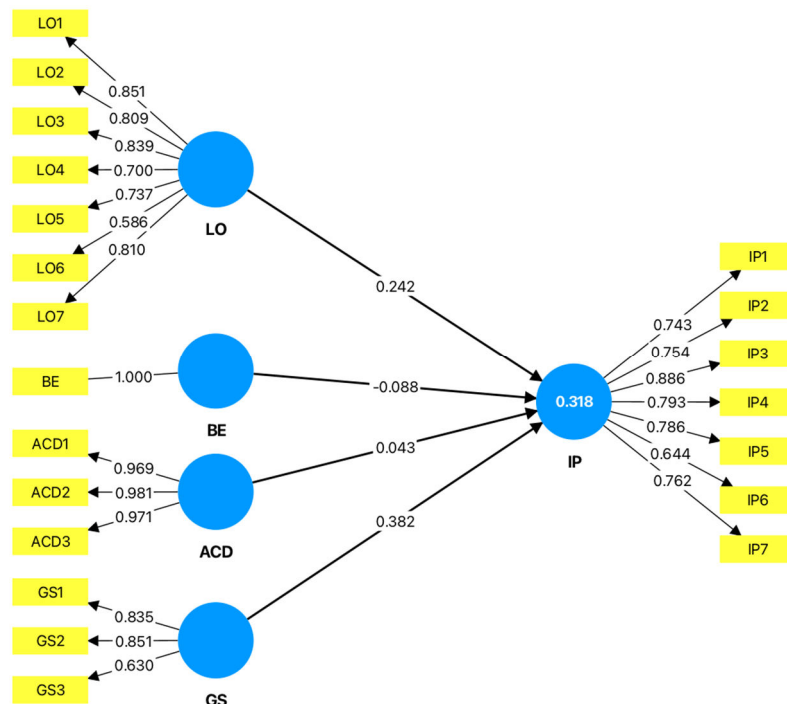 LO1
LO2
LO3
LO4
LO5
LO6
LO7
0.851
0.809
0.839
0.700
0.737
0.586
0.810
LO
0.242
BE
1.000
BE
-0.088
ACD1
ACD2
ACD3
0.969
0.981
0.971
ACD
0.043
GS1
GS2
GS3
0.835
0.851
0.630
GS
0.382
0.318
IP
0.743
0.754
0.886
0.793
0.786
0.644
0.762
IP1
IP2
IP3
IP4
IP5
IP6
IP7